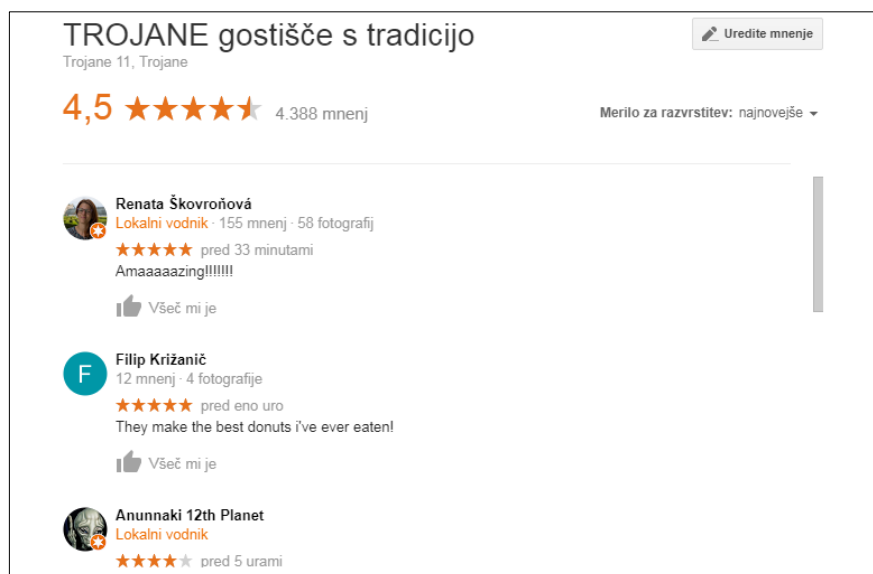 TROJANE gostišče s tradicijo
Uredite mnenje
Trojane 11, Trojane
4,5 4.388 mnenj
Merilo za razvrstitev: najnovejše
Renata Škovroňová
Lokalni vodnik · 155 mnenj · 58 fotografij
pred 33 minutami
Amaaaaazing!!!!!!!
Všeč mi je
F
Filip Križanič
12 mnenj · 4 fotografije
pred eno uro
They make the best donuts i've ever eaten!
Všeč mi je
Anunnaki 12th Planet
Lokalni vodnik
pred 5 urami